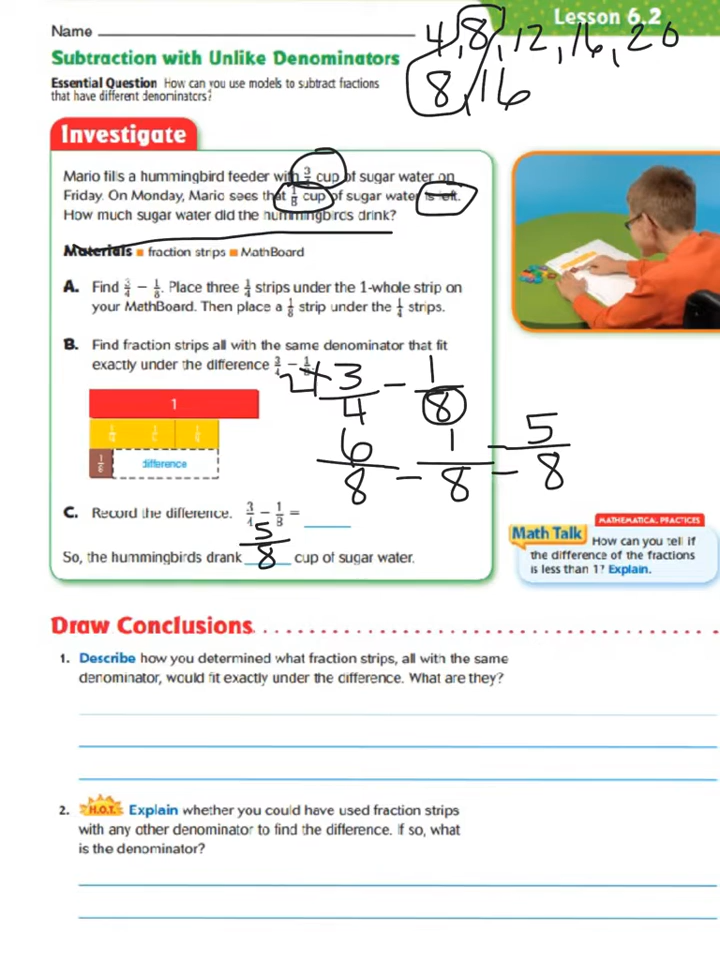 Lesson 6.2
Name
4, 8, 12, 16, 20
8, 16
Subtraction with Unlike Denominators
Essential Question How can you use models to subtract fractions
that have different denominators?
Investigate
Mario fills a hummingbird feeder with 3/4 cup of sugar water on
Friday. On Monday, Mario sees that 1/8 cup of sugar water is left.
How much sugar water did the hummingbirds drink?
Materials ■ fraction strips ■ MathBoard
A. Find 3/4 − 1/8. Place three 1/4 strips under the 1-whole strip on
your MathBoard. Then place a 1/8 strip under the 1/4 strips.
B. Find fraction strips all with the same denominator that fit
exactly under the difference 3/4 − 1/8.
3/4 − 1/8
6/8 − 1/8 = 5/8
1
1/4 1/4 1/4
1/8 difference
C. Record the difference. 3/4 − 1/8 =
So, the hummingbirds drank 5/8 cup of sugar water.
MATHEMATICAL PRACTICES
Math Talk How can you tell if
the difference of the fractions
is less than 1? Explain.
Draw Conclusions
1. Describe how you determined what fraction strips, all with the same
denominator, would fit exactly under the difference. What are they?
2. H.O.T. Explain whether you could have used fraction strips
with any other denominator to find the difference. If so, what
is the denominator?